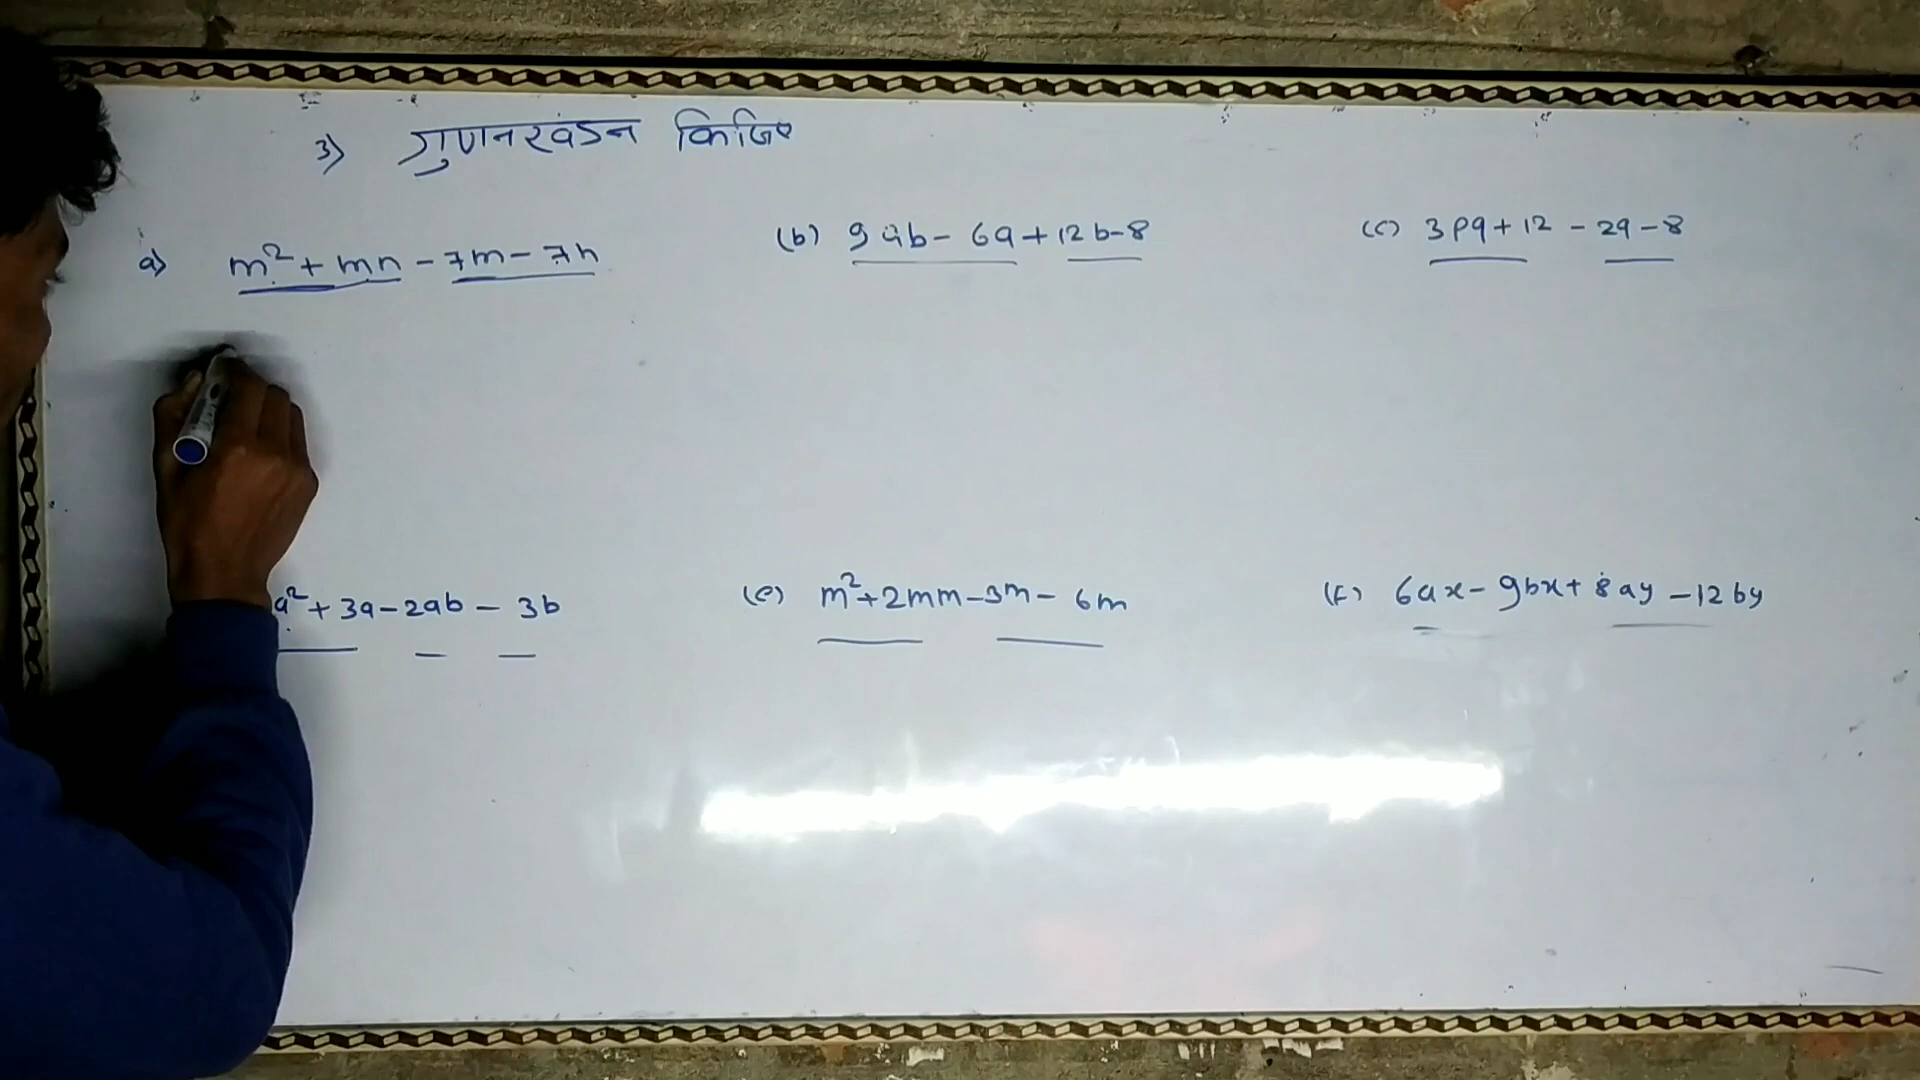 3) गुणनखंडन किजिए
a) m² + mn - 7m - 7n
(b) 9ab - 6a + 12b - 8
(c) 3pq + 12 - 2q - 8
a² + 3a - 2ab - 3b
(e) m² + 2mm - 3m - 6m
(f) 6ax - 9bx + 8ay - 12by